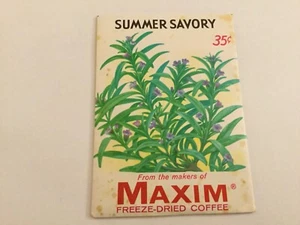 SUMMER SAVORY
35¢
From the makers of
MAXIM®
FREEZE-DRIED COFFEE